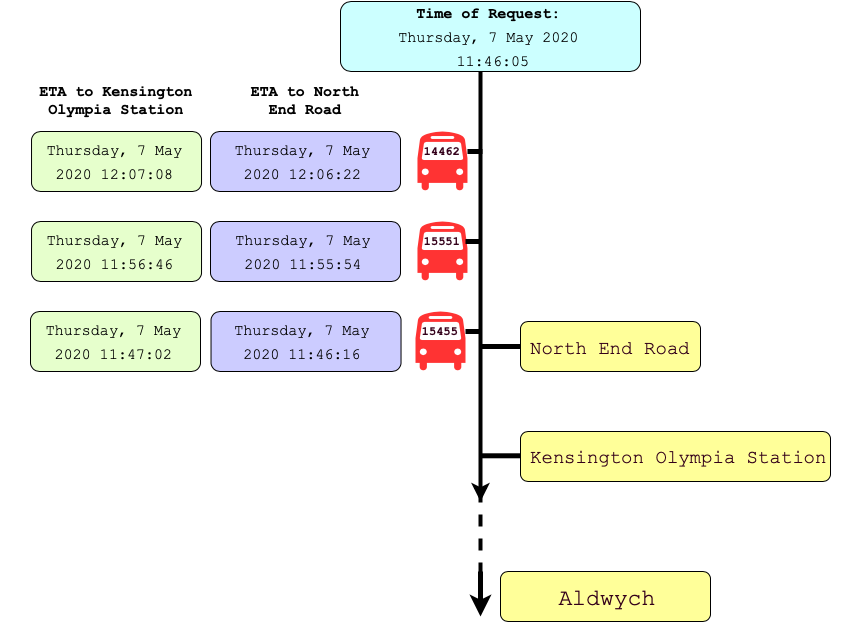 Time of Request:
Thursday, 7 May 2020
11:46:05
ETA to Kensington
Olympia Station
ETA to North
End Road
Thursday, 7 May
2020 12:07:08
Thursday, 7 May
2020 12:06:22
14462
Thursday, 7 May
2020 11:56:46
Thursday, 7 May
2020 11:55:54
15551
Thursday, 7 May
2020 11:47:02
Thursday, 7 May
2020 11:46:16
15455
North End Road
Kensington Olympia Station
Aldwych